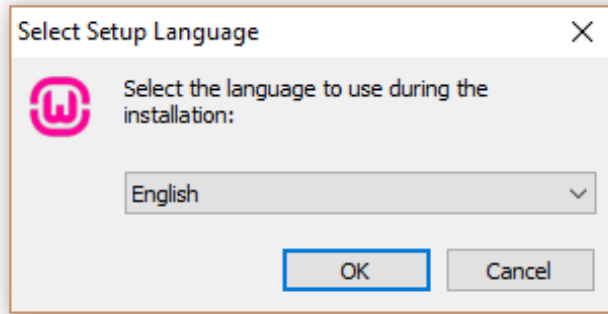 Select Setup Language
Select the language to use during the
installation:
English
OK
Cancel